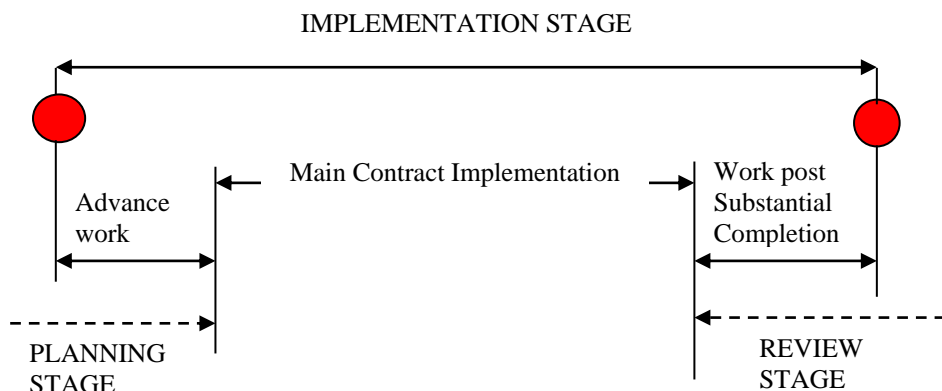 IMPLEMENTATION STAGE
Main Contract Implementation
Advance
work
Work post
Substantial
Completion
PLANNING
STAGE
REVIEW
STAGE